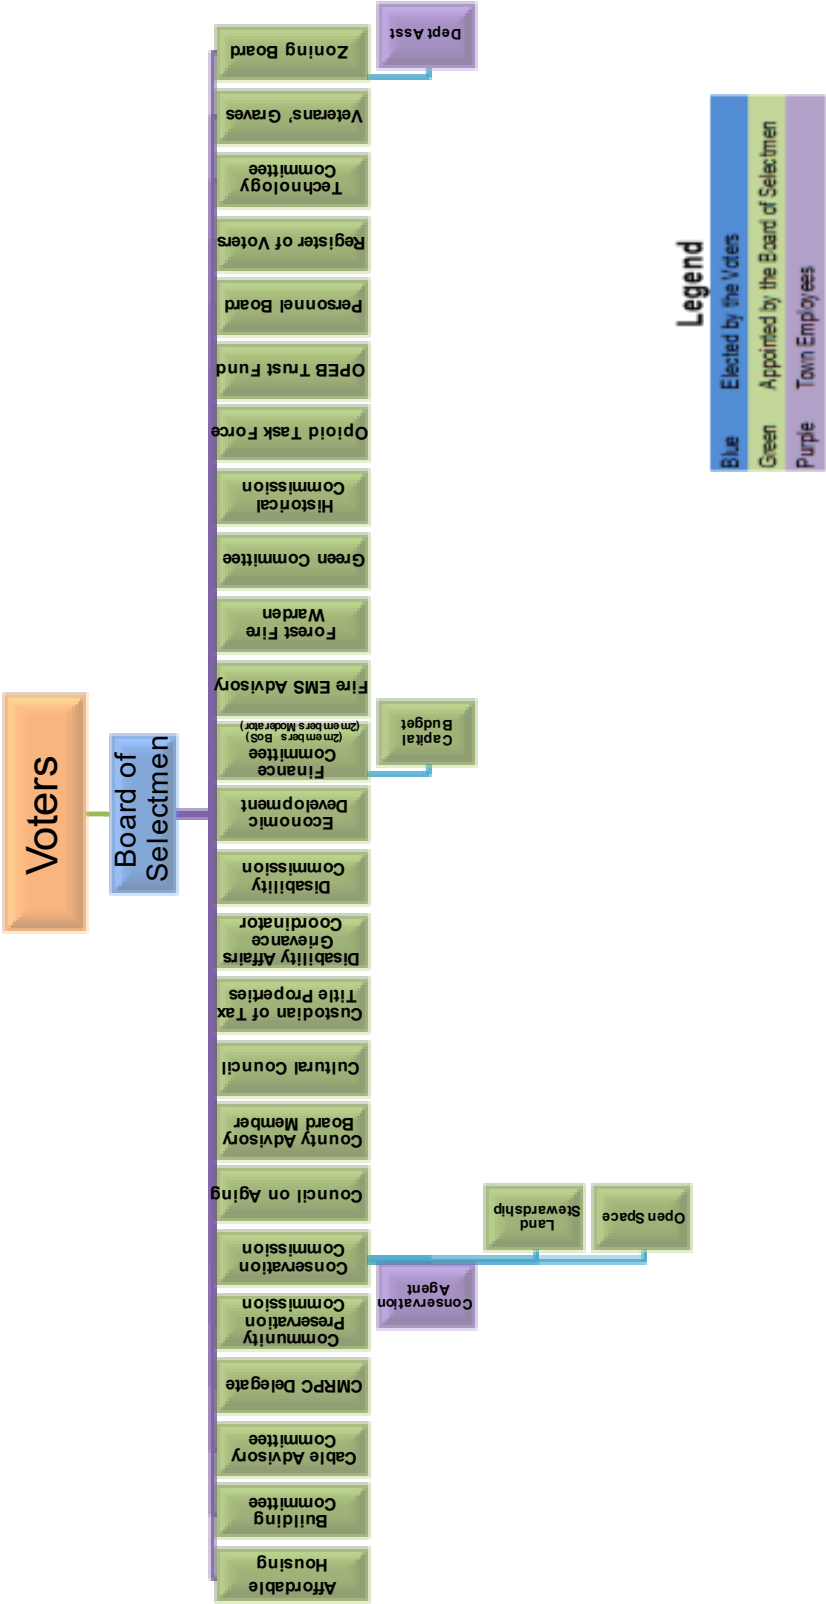 Voters
Board of
Selectmen
Affordable
Housing
Building
Committee
Cable Advisory
Committee
CMRPC Delegate
Community
Preservation
Commission
Conservation
Commission
Conservation
Agent
Land
Stewardship
Open Space
Council on Aging
County Advisory
Board Member
Cultural Council
Custodian of Tax
Title Properties
Disability Affairs
Grievance
Coordinator
Disability
Commission
Economic
Development
Finance
Committee
(2members BoS)
(2members Moderator)
Capital
Budget
Fire EMS Advisory
Forest Fire
Warden
Green Committee
Historical
Commission
Opioid Task Force
OPEB Trust Fund
Personnel Board
Register of Voters
Technology
Committee
Veterans' Graves
Zoning Board
Dept Asst
Legend
Blue Elected by the Voters
Green Appointed by the Board of Selectmen
Purple Town Employees